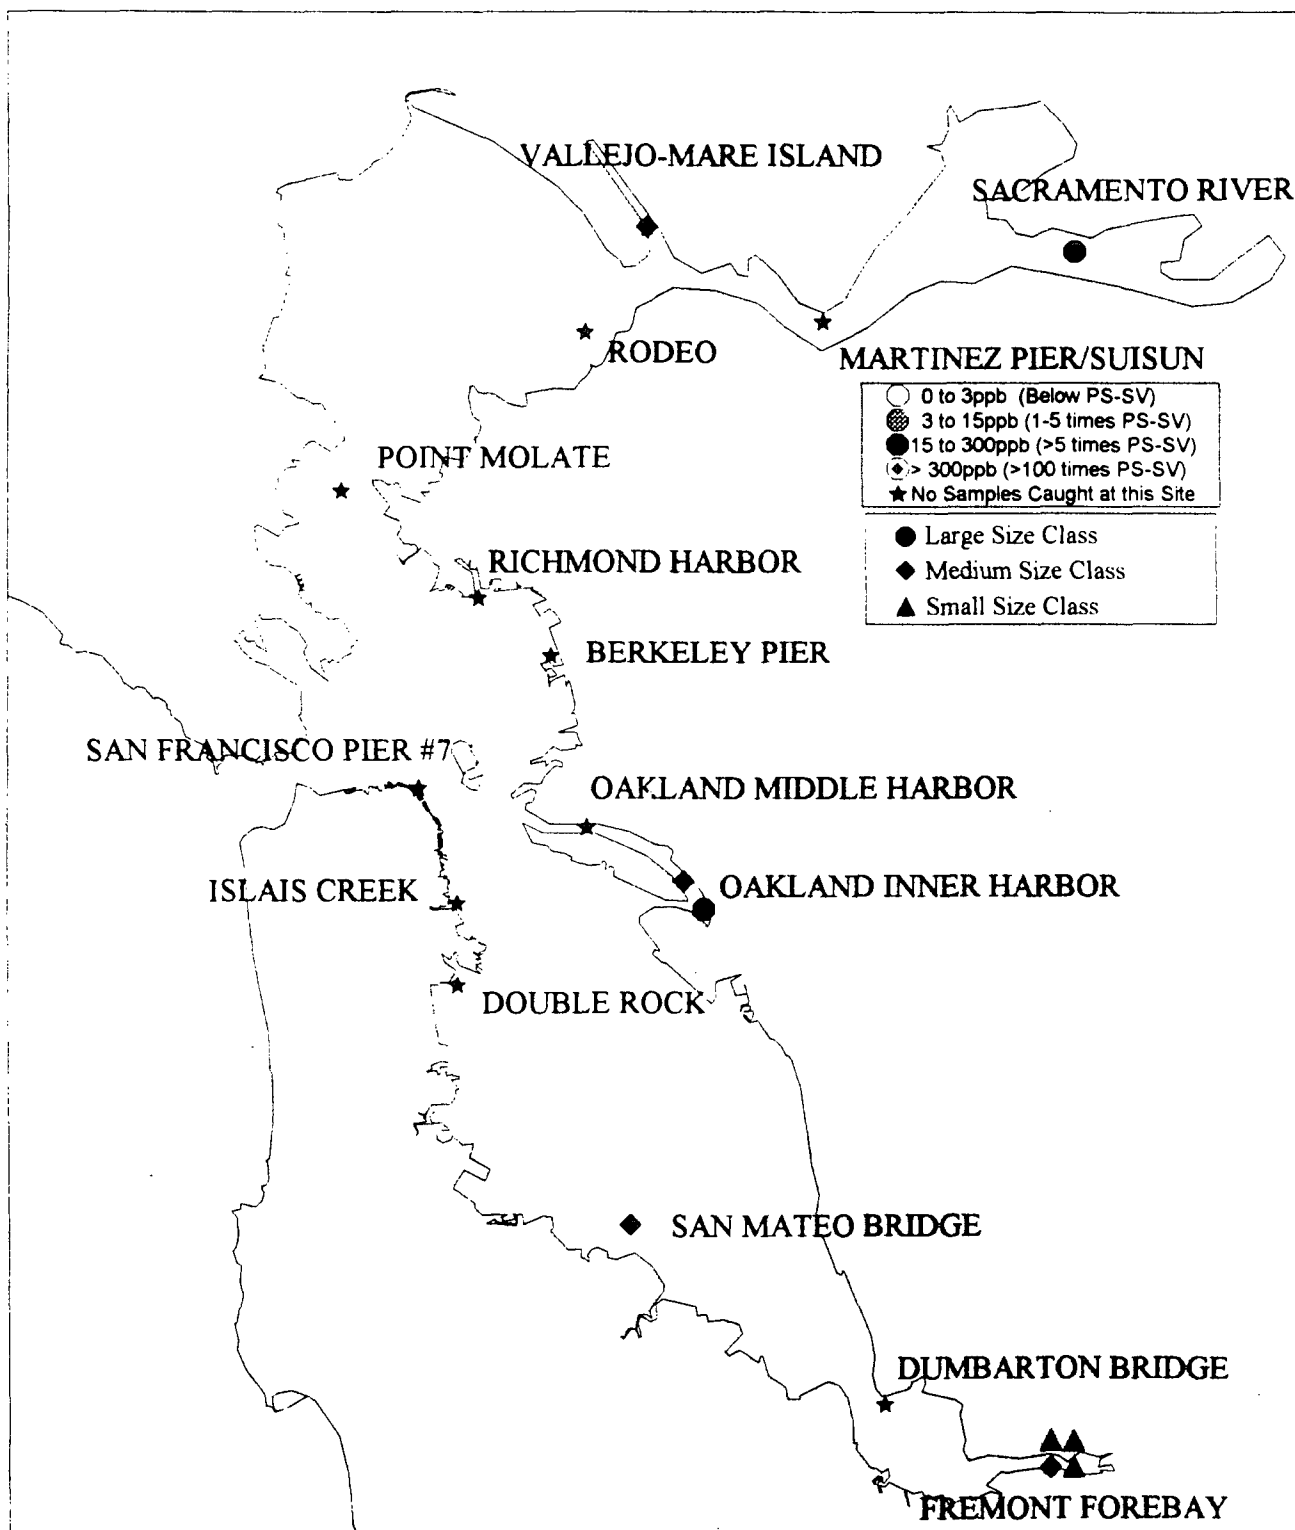 VALLEJO-MARE ISLAND
SACRAMENTO RIVER
RODEO
MARTINEZ PIER/SUISUN
0 to 3ppb (Below PS-SV)
3 to 15ppb (1-5 times PS-SV)
15 to 300ppb (>5 times PS-SV)
> 300ppb (>100 times PS-SV)
No Samples Caught at this Site
POINT MOLATE
Large Size Class
RICHMOND HARBOR
Medium Size Class
Small Size Class
BERKELEY PIER
SAN FRANCISCO PIER #7
OAKLAND MIDDLE HARBOR
ISLAIS CREEK
OAKLAND INNER HARBOR
DOUBLE ROCK
SAN MATEO BRIDGE
DUMBARTON BRIDGE
FREMONT FOREBAY